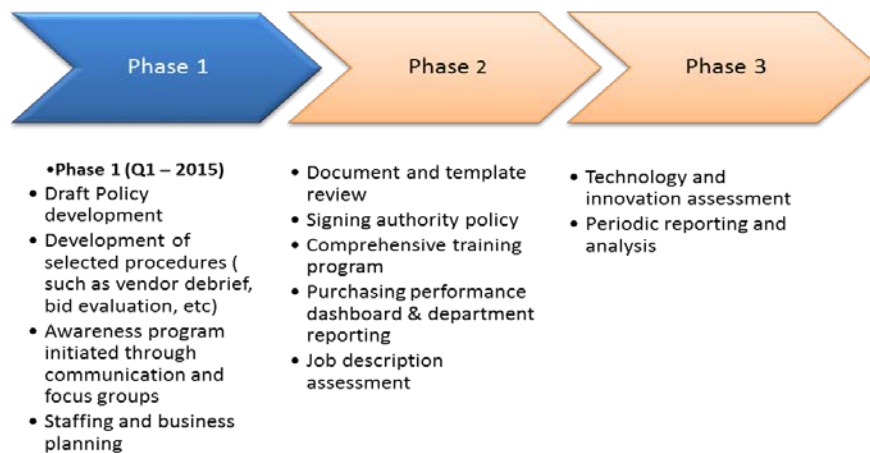 Phase 1
Phase 2
Phase 3
•Phase 1 (Q1 – 2015)
• Draft Policy
development
• Development of
selected procedures (
such as vendor debrief,
bid evaluation, etc)
• Awareness program
initiated through
communication and
focus groups
• Staffing and business
planning
• Document and template
review
• Signing authority policy
• Comprehensive training
program
• Purchasing performance
dashboard & department
reporting
• Job description
assessment
• Technology and
innovation assessment
• Periodic reporting and
analysis